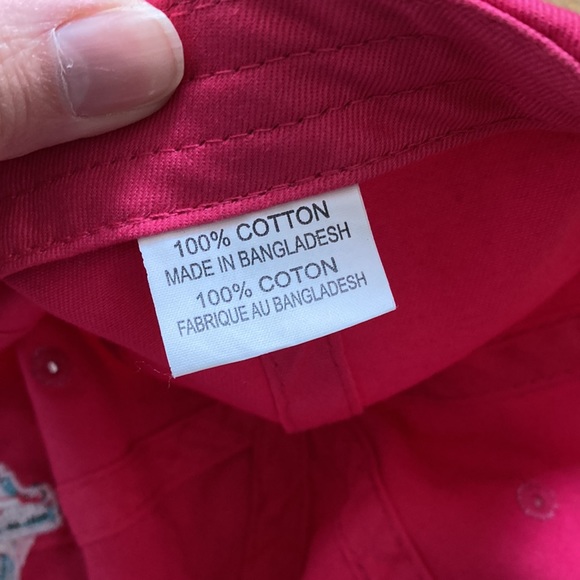 100% COTTON
MADE IN BANGLADESH
100% COTON
FABRIQUE AU BANGLADESH